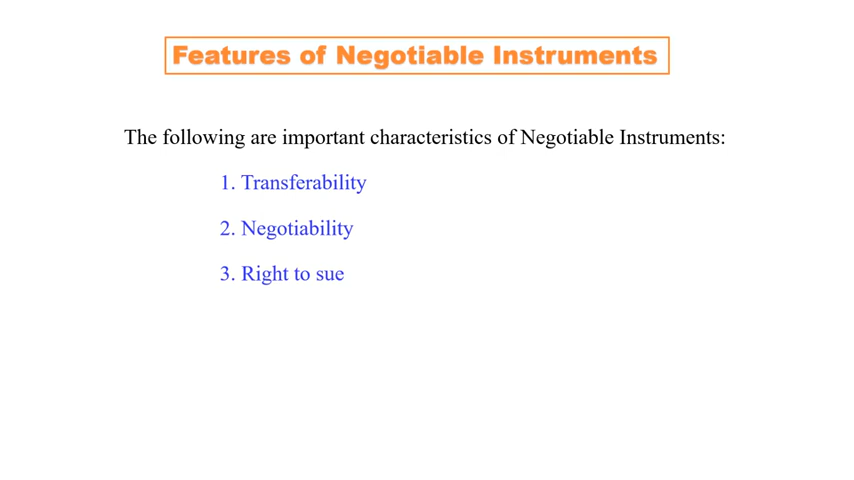 Features of Negotiable Instruments
The following are important characteristics of Negotiable Instruments:
1. Transferability
2. Negotiability
3. Right to sue